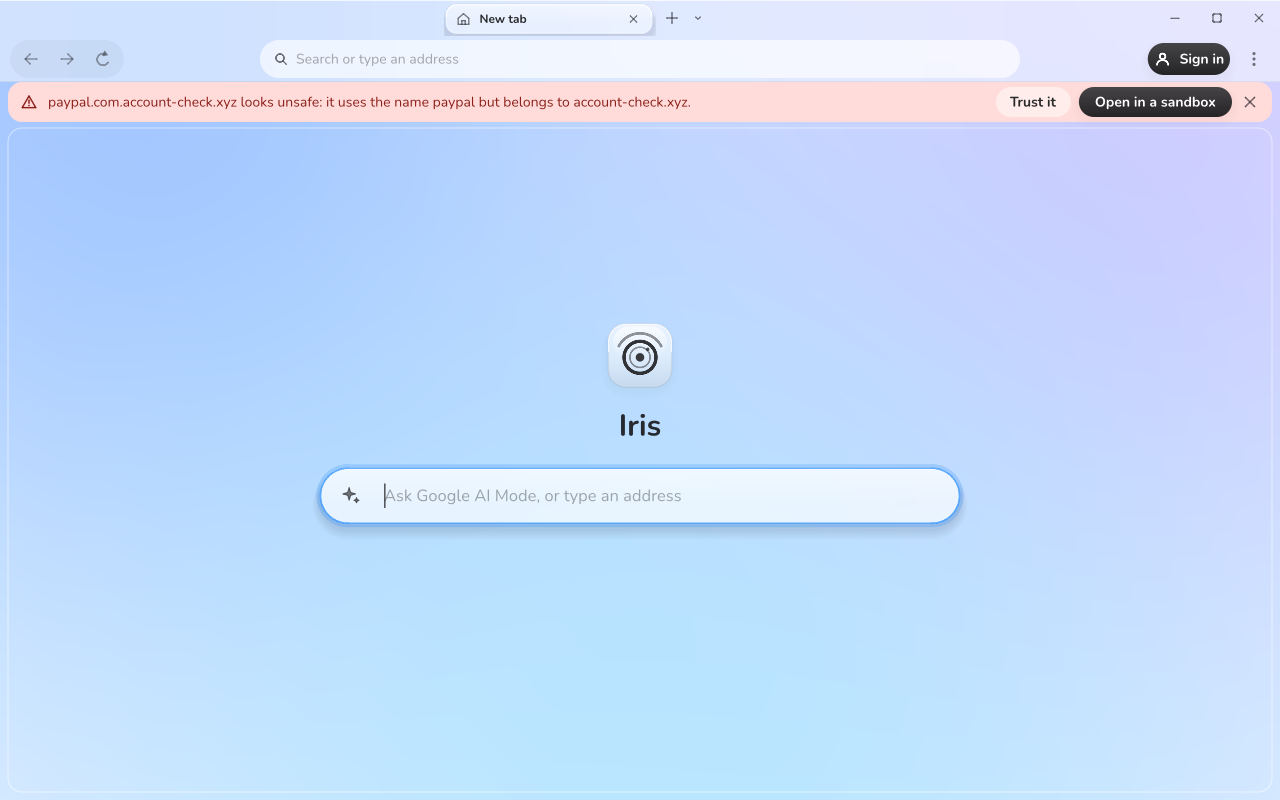 New tab
Search or type an address
Sign in
paypal.com.account-check.xyz looks unsafe: it uses the name paypal but belongs to account-check.xyz.
Trust it
Open in a sandbox
Iris
Ask Google AI Mode, or type an address